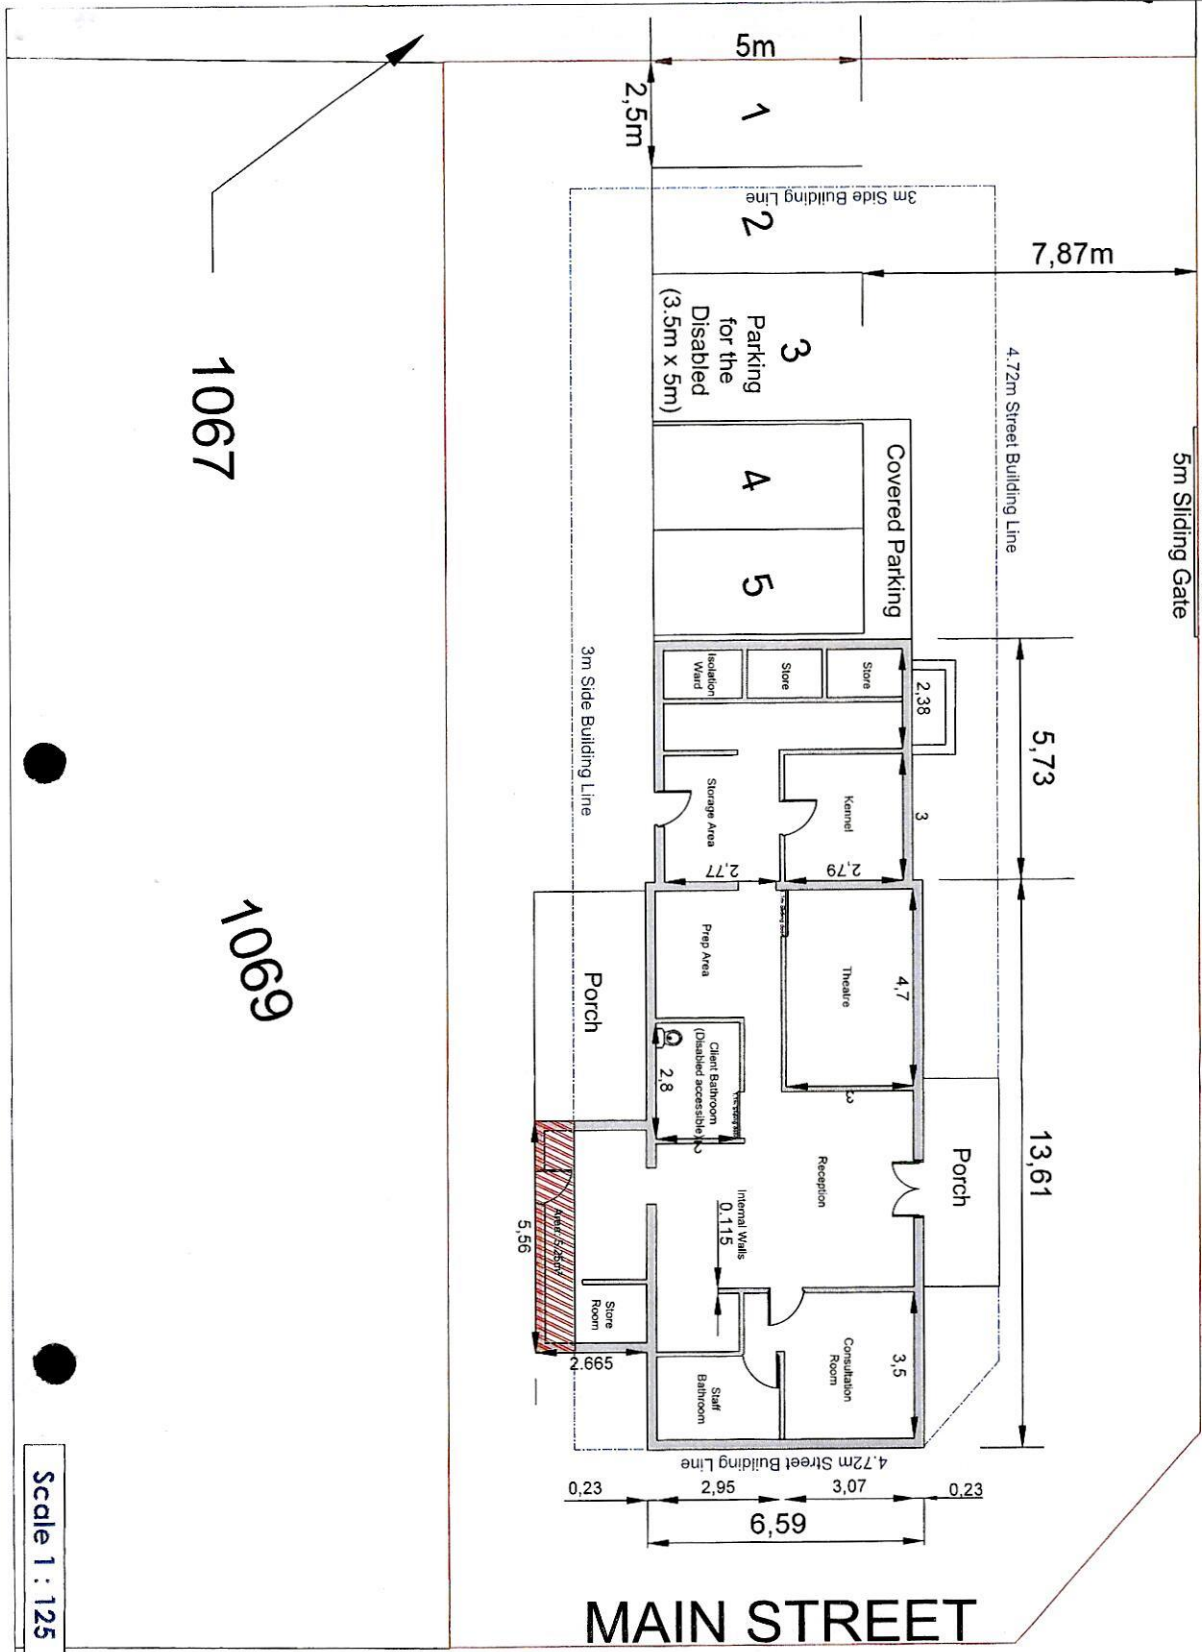 5m
2,5m
1
3m Side Building Line
2
7,87m
3
Parking
for the
Disabled
(3.5m x 5m)
4.72m Street Building Line
5m Sliding Gate
1067
4
5
Covered Parking
3m Side Building Line
Isolation
Ward
Store
Store
2,38
5,73
Storage Area
Kennel
3
2,77
2,79
1069
Porch
Prep Area
Theatre
4,7
Client Bathroom
(Disabled accessible)
2,8
2
3
Reception
Porch
13,61
Internal Walls
0.115
Area: 5.25m²
5,56
Store
Room
2.665
Consultation
Room
3,5
Staff
Bathroom
4.72m Street Building Line
0,23
2,95
3,07
0,23
6,59
MAIN STREET
Scale 1 : 125